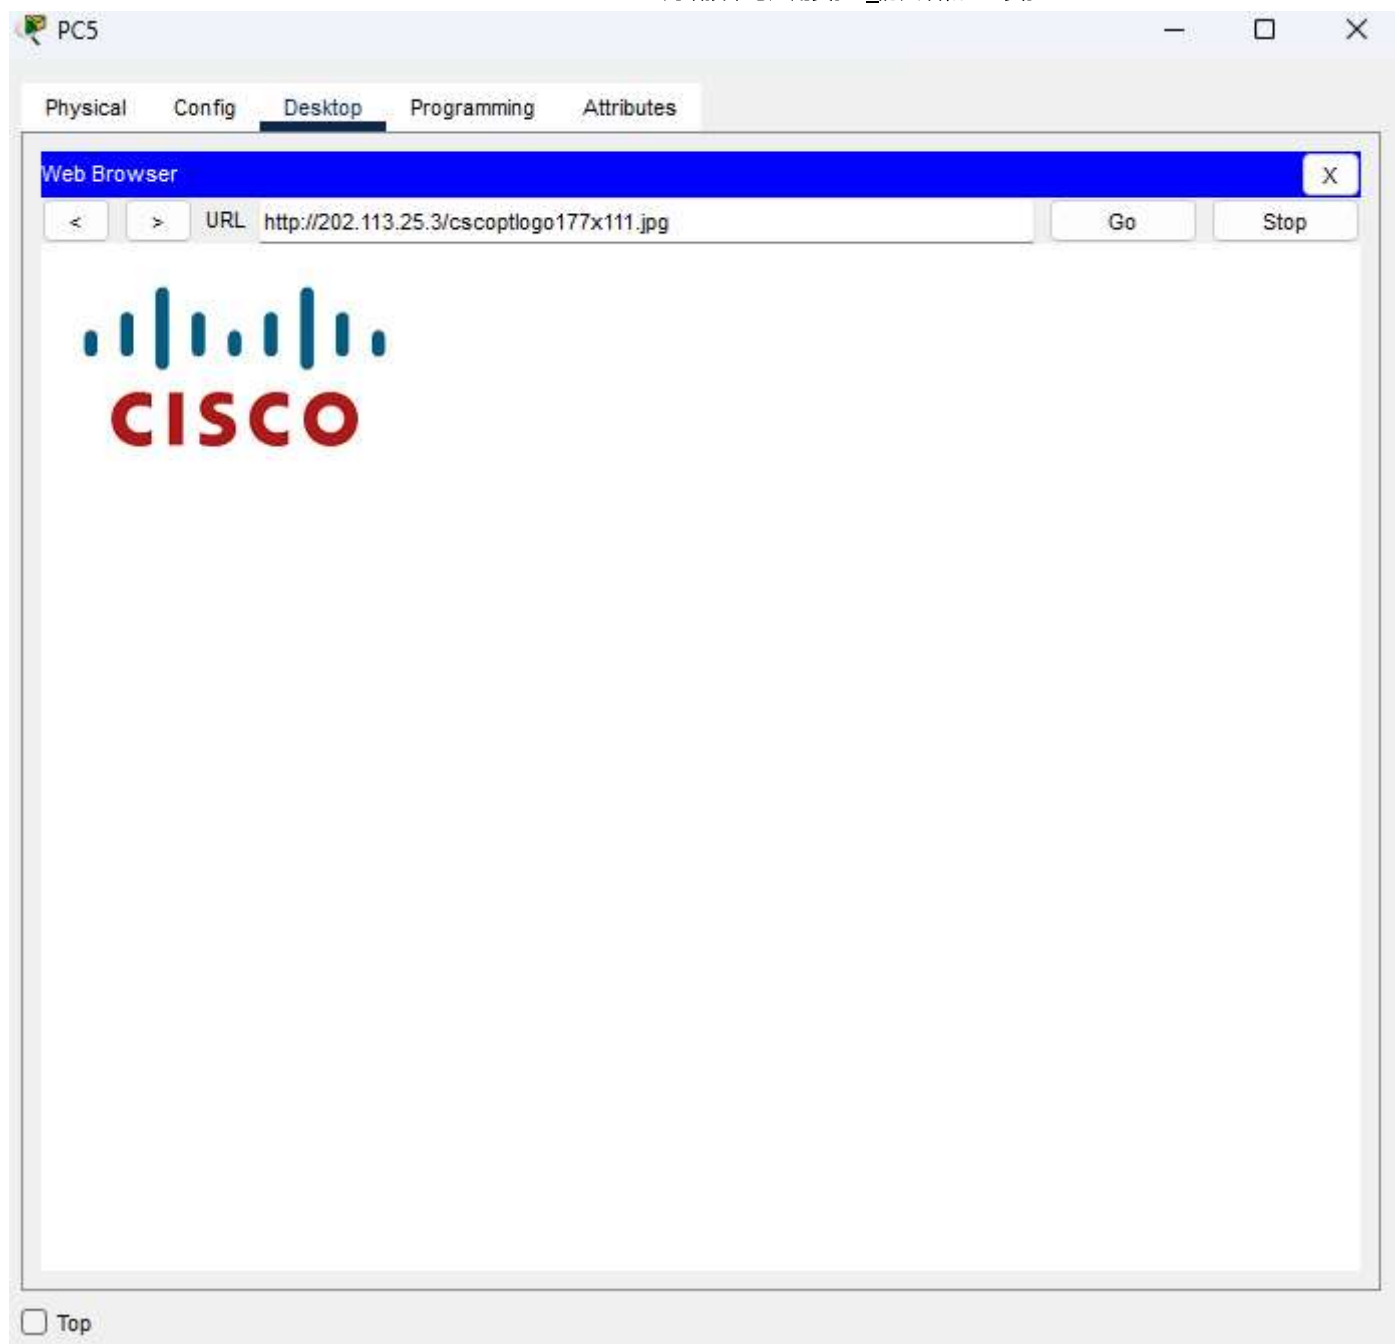 PC5
Physical Config Desktop Programming Attributes
Web Browser X
< > URL http://202.113.25.3/cscoptlogo177x111.jpg Go Stop
CISCO
Top